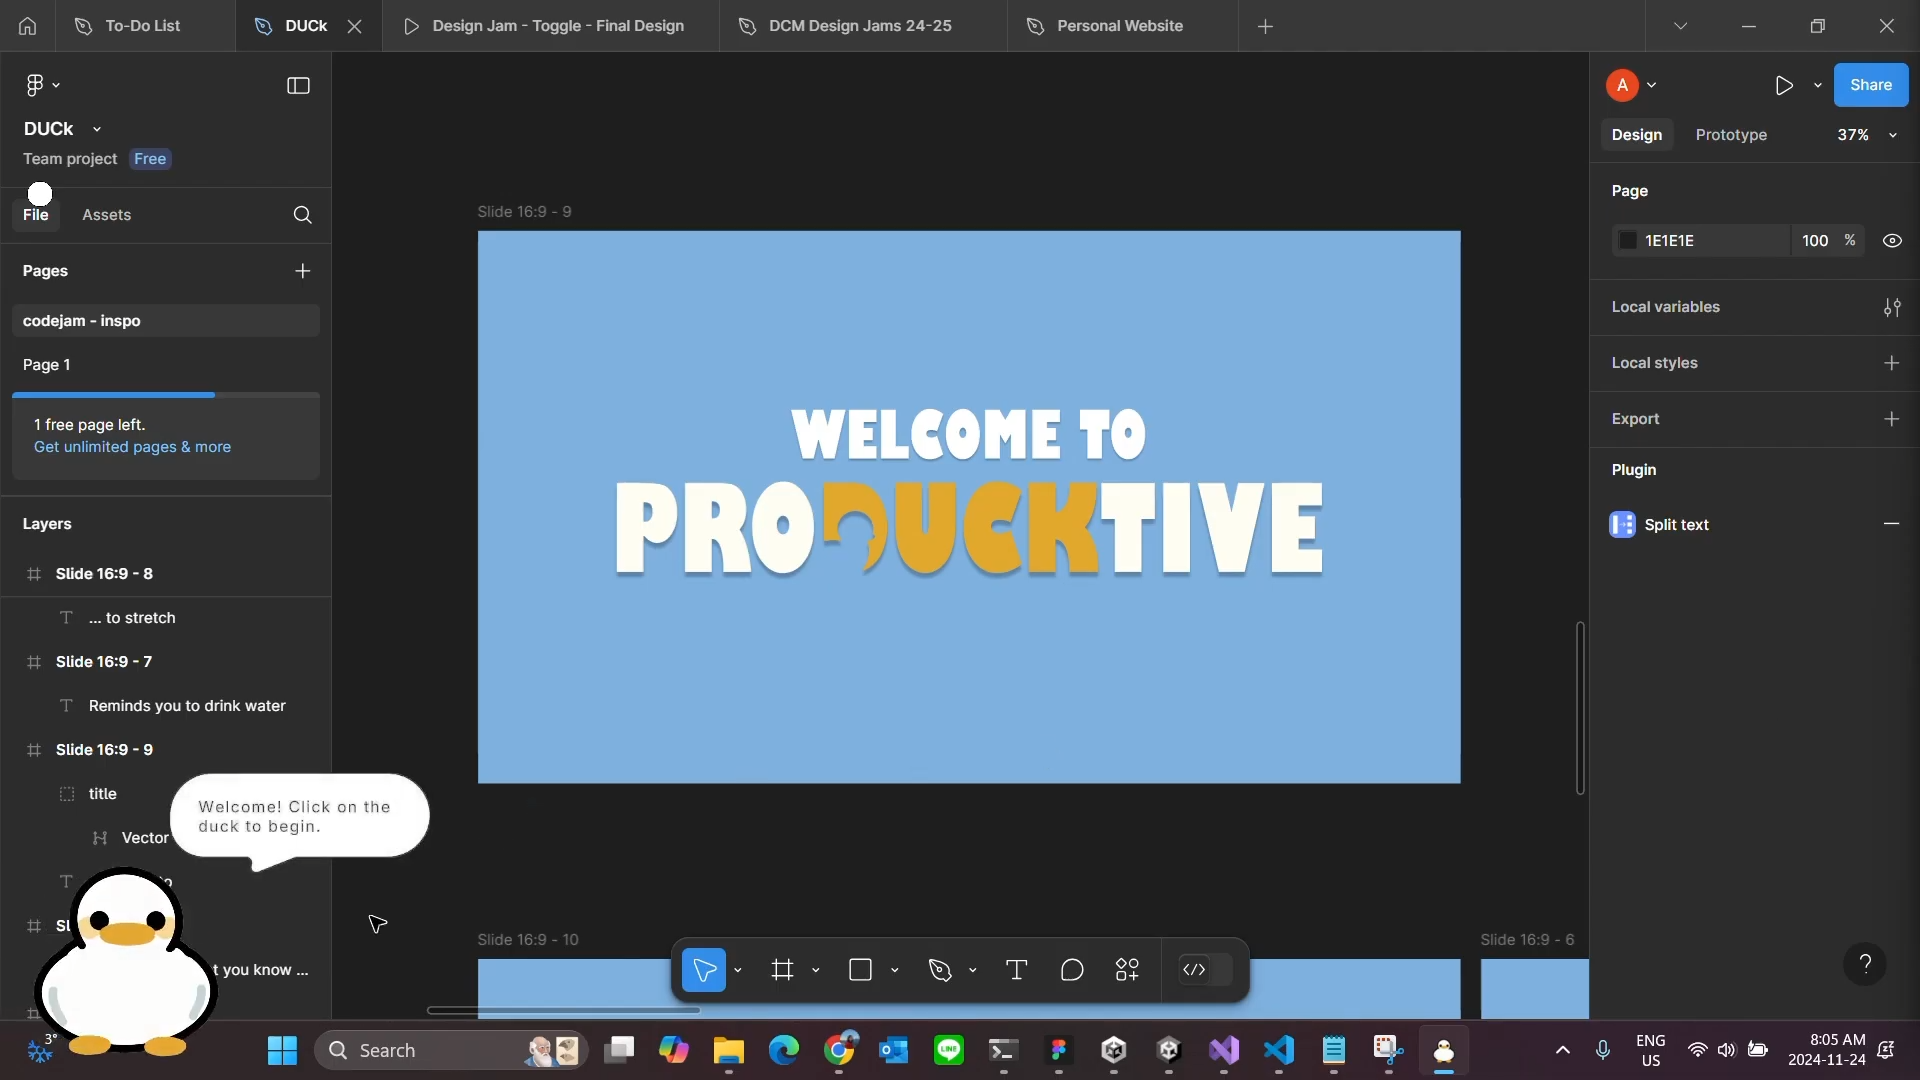 To-Do List
DUCk
Design Jam - Toggle - Final Design
DCM Design Jams 24-25
Personal Website
DUCk
Team project Free
File
Assets
Pages
codejam - inspo
Page 1
1 free page left.
Get unlimited pages & more
Layers
Slide 16:9 - 8
... to stretch
Slide 16:9 - 7
Reminds you to drink water
Slide 16:9 - 9
title
Vector
Welcome! Click on the
duck to begin.
t you know ...
Slide 16:9 - 9
WELCOME TO
PRODUCKTIVE
Slide 16:9 - 10
Slide 16:9 - 6
A
Share
Design
Prototype
37%
Page
1E1E1E
100 %
Local variables
Local styles
Export
Plugin
Split text
?
3°
Search
LINE
ENG
US
8:05 AM
2024-11-24